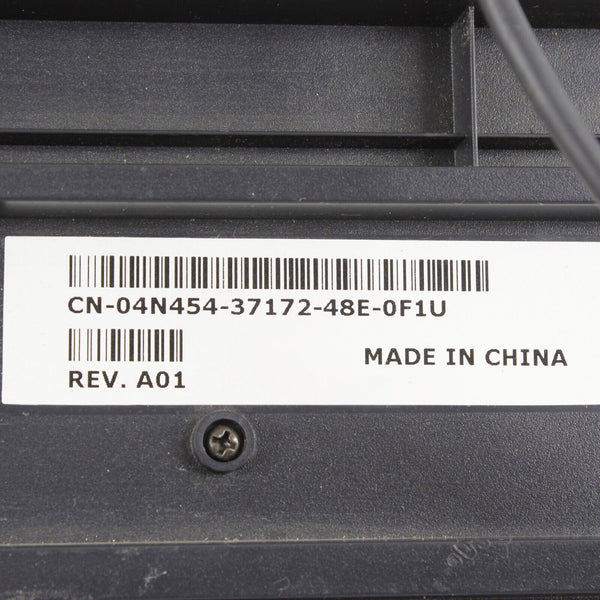 CN-04N454-37172-48E-0F1U
MADE IN CHINA
REV. A01